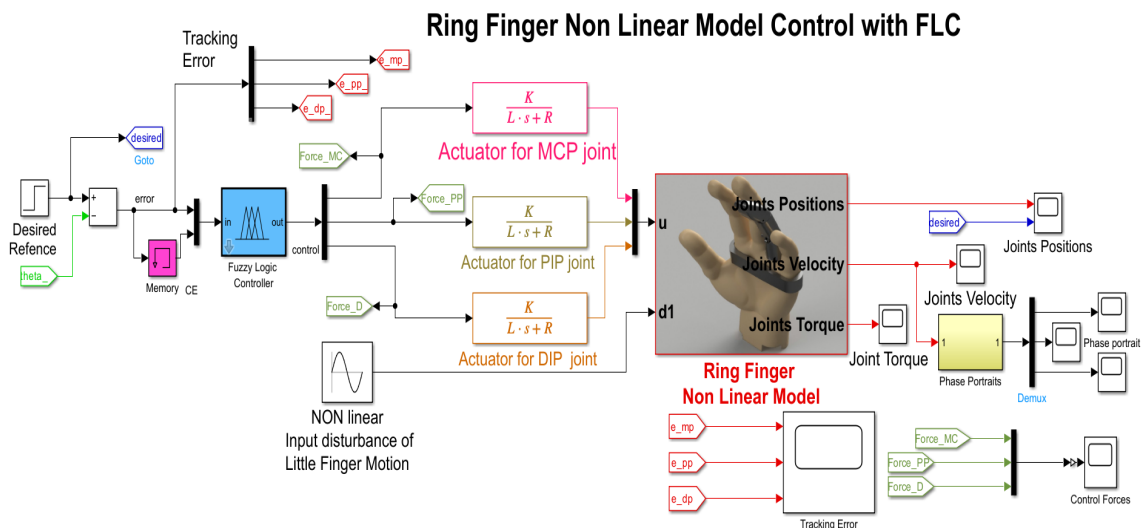 Ring Finger Non Linear Model Control with FLC
Tracking
Error
e_mp_
e_pp_
e_dp_
desired
Goto
Force_MC
K
L·s+R
Actuator for MCP joint
Force_PP
error
+
−
Desired
Refence
theta_
Memory
CE
in
out
Fuzzy Logic
Controller
control
K
L·s+R
Actuator for PIP joint
Force_D
K
L·s+R
Actuator for DIP joint
NON linear
Input disturbance of
Little Finger Motion
u
d1
Joints Positions
Joints Velocity
Joints Torque
Ring Finger
Non Linear Model
desired
Joints Positions
Joints Velocity
Joint Torque
1
1
Phase Portraits
Demux
Phase portrait
e_mp
e_pp
e_dp
Tracking Error
Force_MC
Force_PP
Force_D
Control Forces